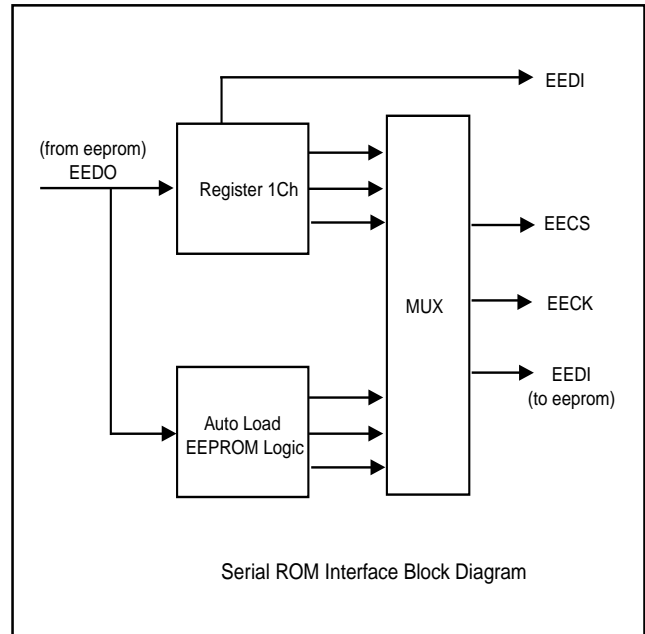 EEDI
(from eeprom)
EEDO
Register 1Ch
EECS
MUX
EECK
EEDI
(to eeprom)
Auto Load
EEPROM Logic
Serial ROM Interface Block Diagram